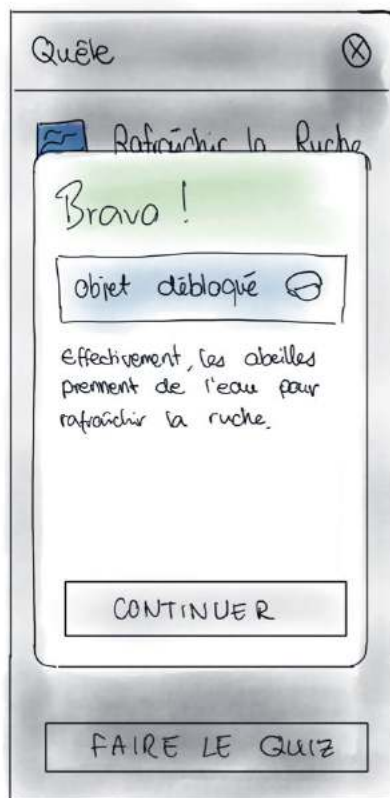 Quête
Rafraîchir la Ruche
Bravo !
objet débloqué
Effectivement, les abeilles
prennent de l'eau pour
rafraîchir la ruche.
CONTINUER
FAIRE LE QUIZ